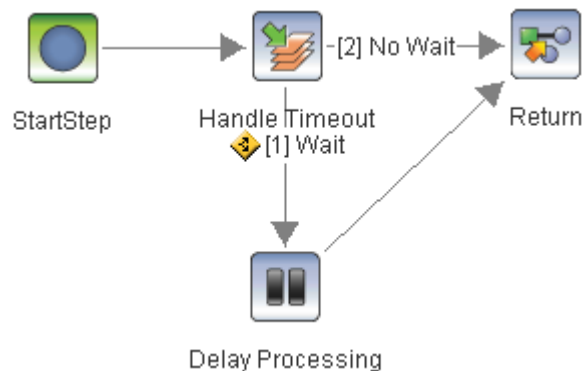 [2] No Wait
StartStep
Handle Timeout
Return
[1] Wait
Delay Processing